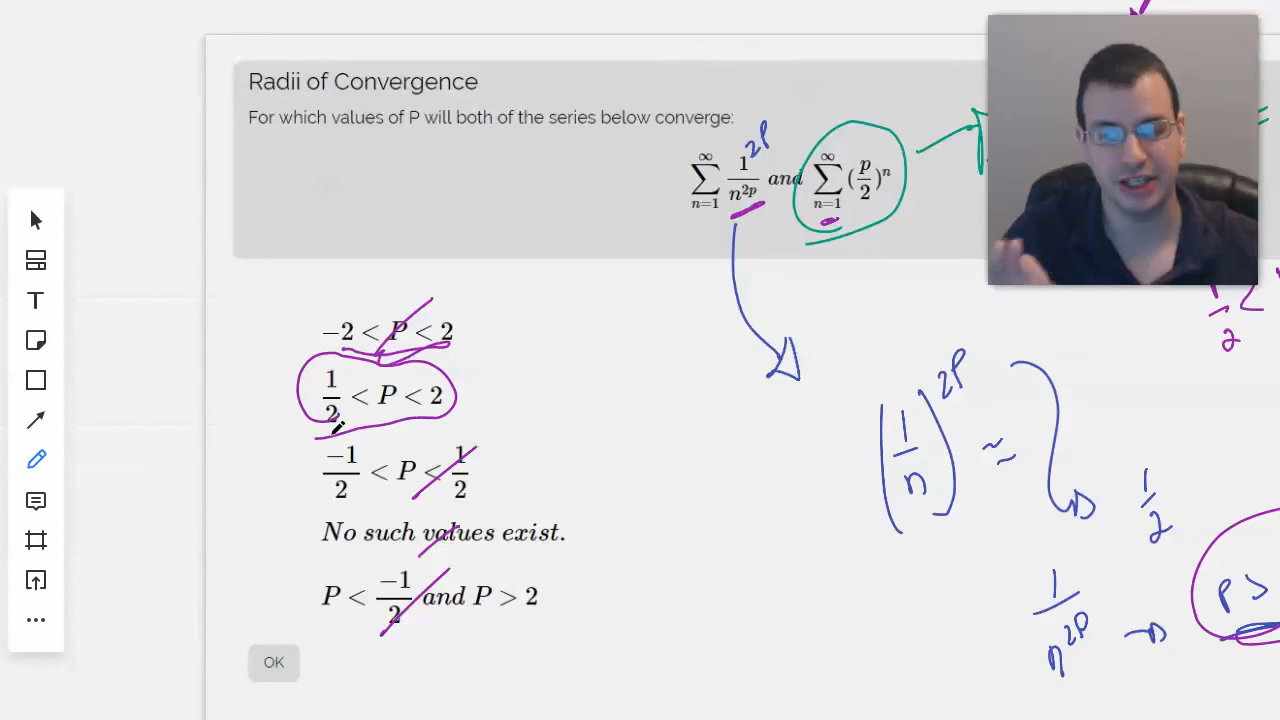 Radii of Convergence
For which values of P will both of the series below converge:
2P
∞ ∑ n=1 1/n^{2p} and ∞ ∑ n=1 (p/2)^n
=
−2 < P < 2
1/2 < P < 2
−1/2 < P < 1/2
No such values exist.
P < −1/2 and P > 2
OK
1/2 <
(1/n)^{2P} ≈
1/2
1/n^{2P} → P >
T